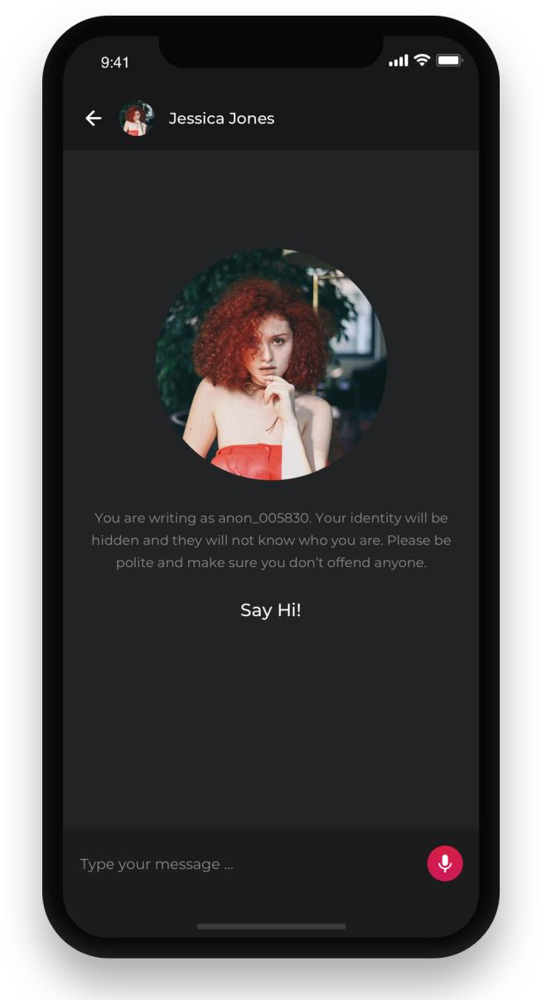 9:41
Jessica Jones
You are writing as anon_005830. Your identity will be
hidden and they will not know who you are. Please be
polite and make sure you don’t offend anyone.
Say Hi!
Type your message ...